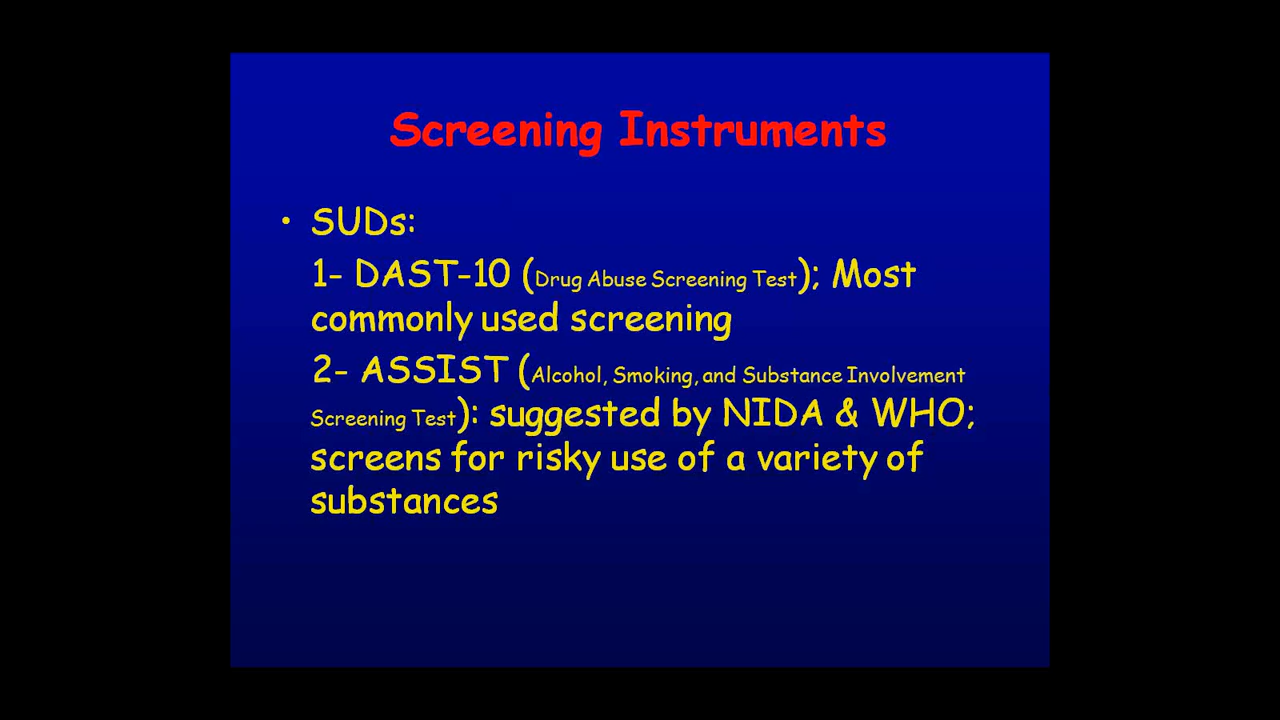 Screening Instruments
• SUDs:
1- DAST-10 (Drug Abuse Screening Test); Most
commonly used screening
2- ASSIST (Alcohol, Smoking, and Substance Involvement
Screening Test): suggested by NIDA & WHO;
screens for risky use of a variety of
substances